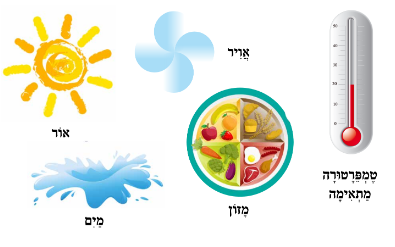 אֲוִיר
אוֹר
טֶמְפֵּרָטוּרָה
מַתְאִימָה
מָזוֹן
מַיִם